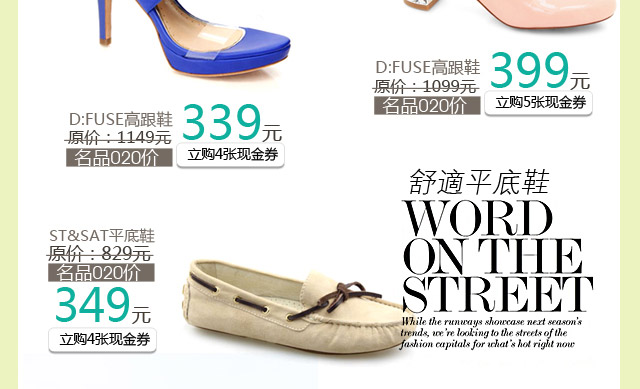 D:FUSE高跟鞋
原价：1099元
名品020价
399元
立购5张现金券
D:FUSE高跟鞋
原价：1149元
名品020价
339元
立购4张现金券
舒適平底鞋
WORD
ON THE
STREET
While the runways showcase next season's
trends, we're looking to the streets of the
fashion capitals for what's hot right now
ST&SAT平底鞋
原价：829元
名品020价
349元
立购4张现金券